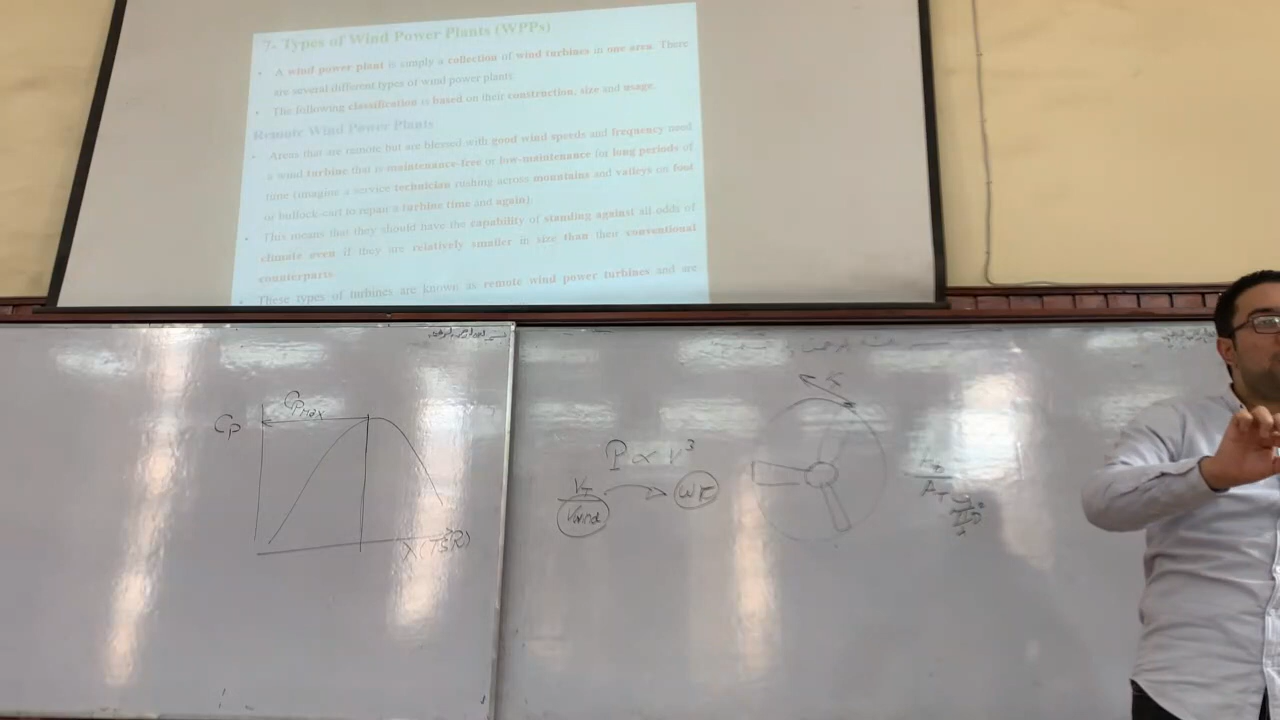 7- Types of Wind Power Plants (WPPs)
• A wind power plant is simply a collection of wind turbines in one area. There
are several different types of wind power plants.
• The following classification is based on their construction, size and usage.
Remote Wind Power Plants
• Areas that are remote but are blessed with good wind speeds and frequency need
a wind turbine that is maintenance-free or low-maintenance for long periods of
time (imagine a service technician rushing across mountains and valleys on foot
or bullock-cart to repair a turbine time and again).
• This means that they should have the capability of standing against all odds of
climate even if they are relatively smaller in size than their conventional
counterparts.
• These types of turbines are known as remote wind power turbines and are
CP
CPMax
λ(TSR)
P ∝ V³
VT
Vwind
WF